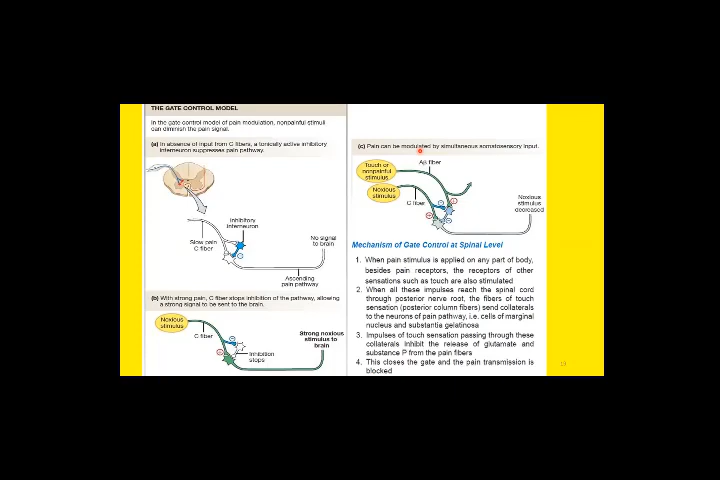 THE GATE CONTROL MODEL
In the gate control model of pain modulation, nonpainful stimuli
can diminish the pain signal.
(a) In absence of input from C fibers, a tonically active inhibitory
interneuron suppresses pain pathway.
Inhibitory
interneuron
No signal
to brain
Slow pain
C fiber
Ascending
pain pathway
(b) With strong pain, C fiber stops inhibition of the pathway, allowing
a strong signal to be sent to the brain.
Noxious
stimulus
C fiber
Strong noxious
stimulus to
brain
Inhibition
stops
(c) Pain can be modulated by simultaneous somatosensory input.
Touch or
nonpainful
stimulus
Aβ fiber
Noxious
stimulus
C fiber
Noxious
stimulus
decreased
Mechanism of Gate Control at Spinal Level
1. When pain stimulus is applied on any part of body,
besides pain receptors, the receptors of other
sensations such as touch are also stimulated
2. When all these impulses reach the spinal cord
through posterior nerve root, the fibers of touch
sensation (posterior column fibers) send collaterals
to the neurons of pain pathway, i.e. cells of marginal
nucleus and substantia gelatinosa
3. Impulses of touch sensation passing through these
collaterals Inhibit the release of glutamate and
substance P from the pain fibers
4. This closes the gate and the pain transmission is
blocked